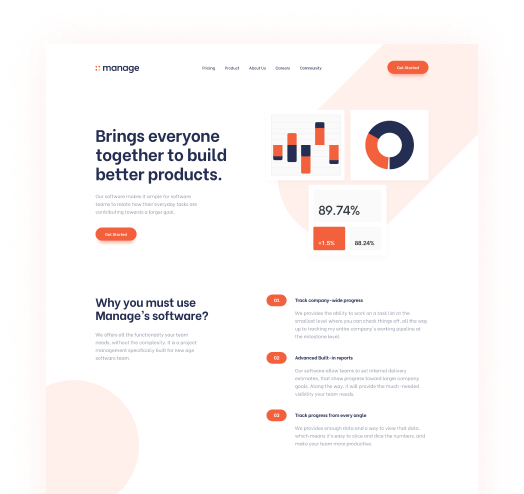 manage
Pricing Product About Us Careers Community
Get Started
Brings everyone
together to build
better products.
Our software makes it simple for software
teams to relate how their everyday tasks are
contributing towards a larger goal.
Get Started
89.74%
+1.5%
88.24%
Why you must use
Manage's software?
We offers all the functionality your team
needs, without the complexity. It is a project
management specifically built for new age
software team.
01 Track company-wide progress
We provides the ability to work on a task lie at the
smallest level where you can check things off, all the way
up to tracking my entire company's working pipeline at
the milestone level.
02 Advanced Built-in reports
Our software allow teams to set internal delivery
estimates, that show progress toward larger company
goals. Along the way, it will provide the much-needed
visibility your team needs.
03 Track progress from every angle
We provides enough data and a way to view that data,
which means it's easy to slice and dice the numbers, and
make your team more productive.